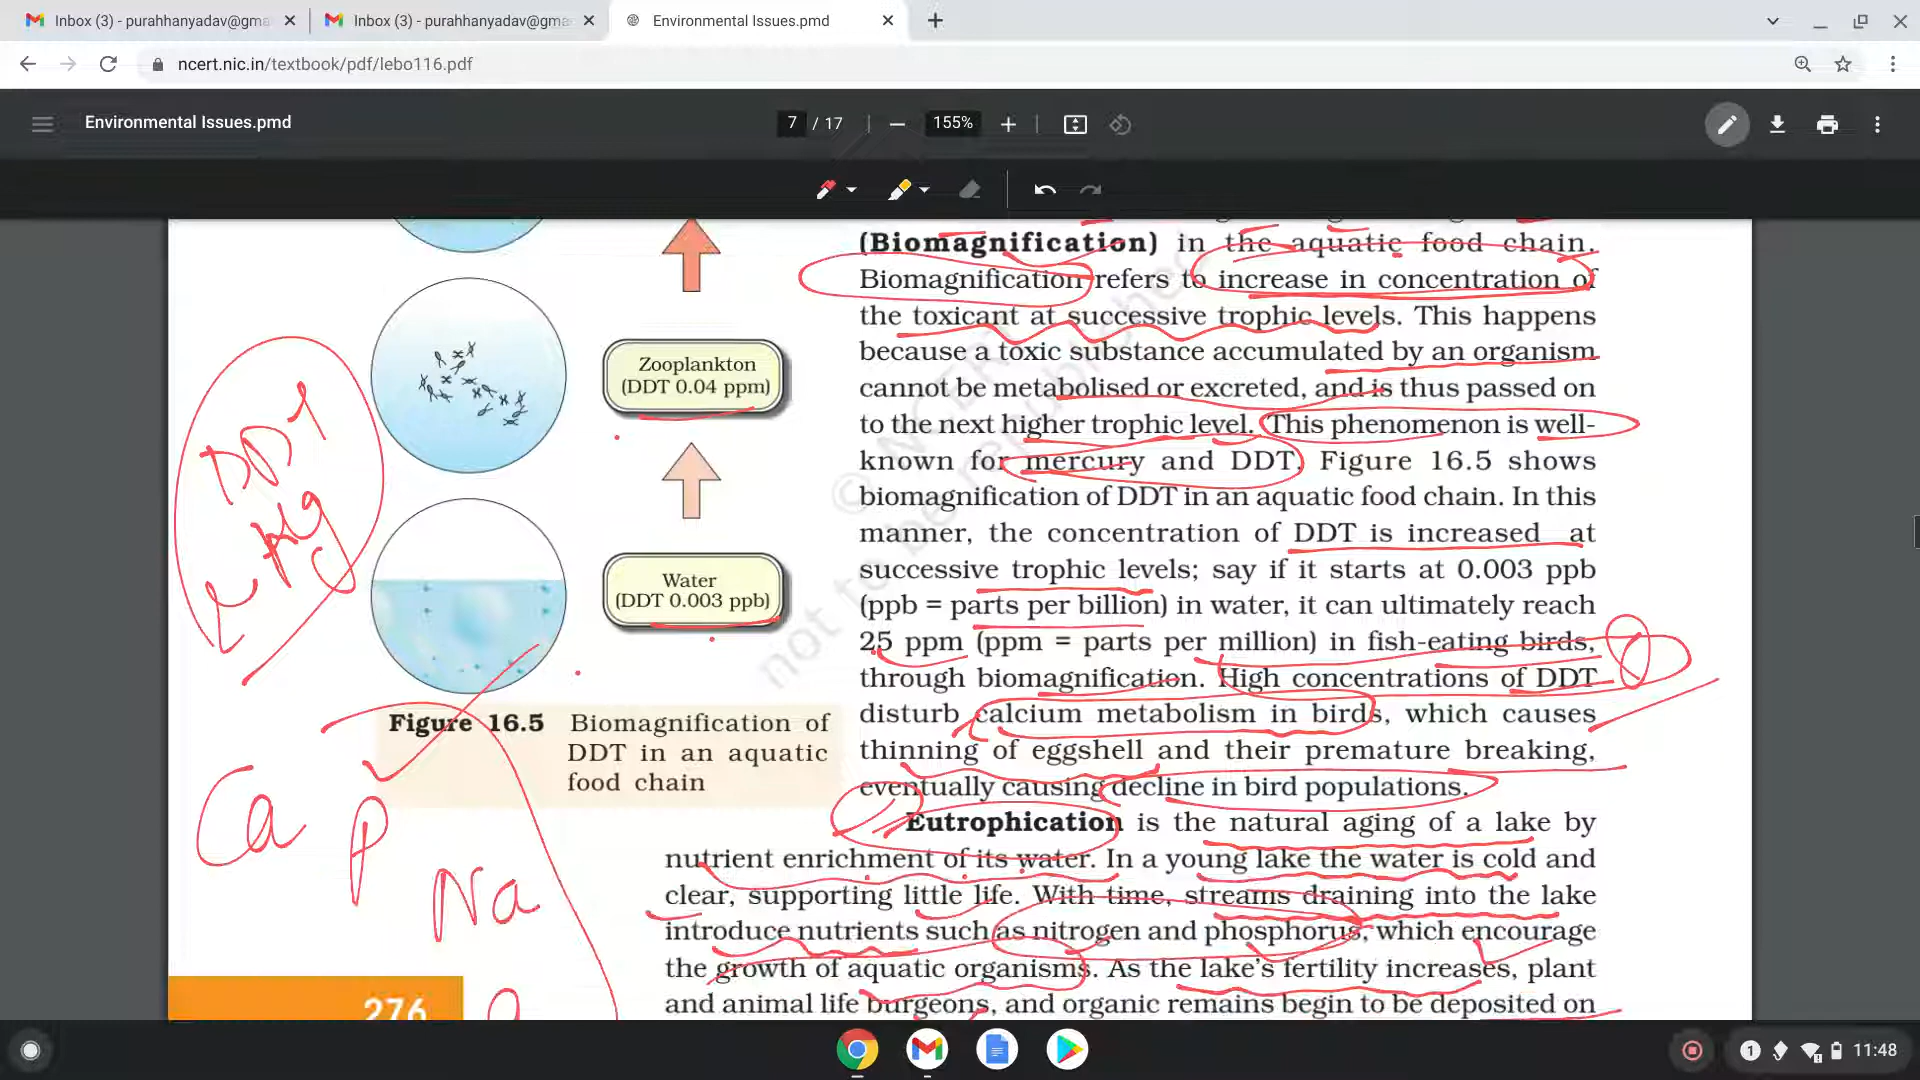 Inbox (3) - purahhanyadav@gma
Inbox (3) - purahhanyadav@gma
Environmental Issues.pmd
ncert.nic.in/textbook/pdf/lebo116.pdf
Environmental Issues.pmd
7 / 17
155%
Zooplankton
(DDT 0.04 ppm)
Water
(DDT 0.003 ppb)
DDT
Hg
Figure 16.5 Biomagnification of
DDT in an aquatic
food chain
Ca
P
Na
276
(Biomagnification) in the aquatic food chain.
Biomagnification refers to increase in concentration of
the toxicant at successive trophic levels. This happens
because a toxic substance accumulated by an organism
cannot be metabolised or excreted, and is thus passed on
to the next higher trophic level. This phenomenon is well-
known for mercury and DDT. Figure 16.5 shows
biomagnification of DDT in an aquatic food chain. In this
manner, the concentration of DDT is increased at
successive trophic levels; say if it starts at 0.003 ppb
(ppb = parts per billion) in water, it can ultimately reach
25 ppm (ppm = parts per million) in fish-eating birds,
through biomagnification. High concentrations of DDT
disturb calcium metabolism in birds, which causes
thinning of eggshell and their premature breaking,
eventually causing decline in bird populations.
Eutrophication is the natural aging of a lake by
nutrient enrichment of its water. In a young lake the water is cold and
clear, supporting little life. With time, streams draining into the lake
introduce nutrients such as nitrogen and phosphorus, which encourage
the growth of aquatic organisms. As the lake's fertility increases, plant
and animal life burgeons, and organic remains begin to be deposited on
© NCERT
not to be republished
1
11:48